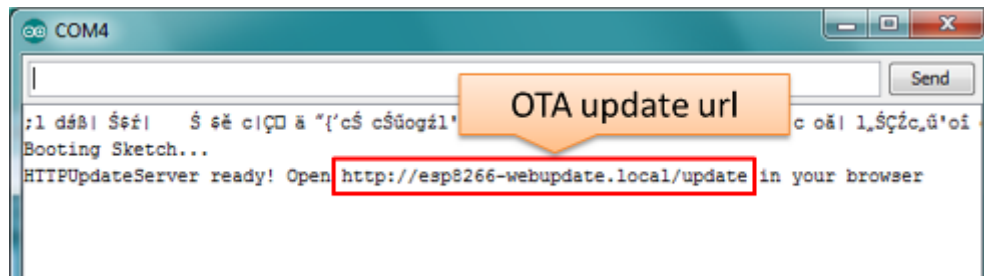 COM4
Send
OTA update url
Booting Sketch...
HTTPUpdateServer ready! Open http://esp8266-webupdate.local/update in your browser